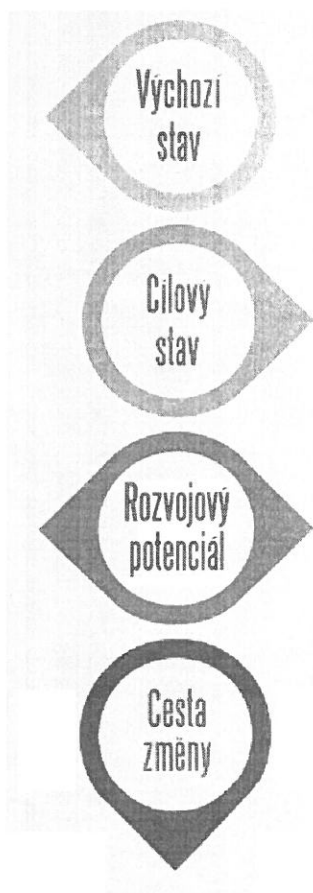 Výchozí
stav
Cílový
stav
Rozvojový
potenciál
Cesta
změny